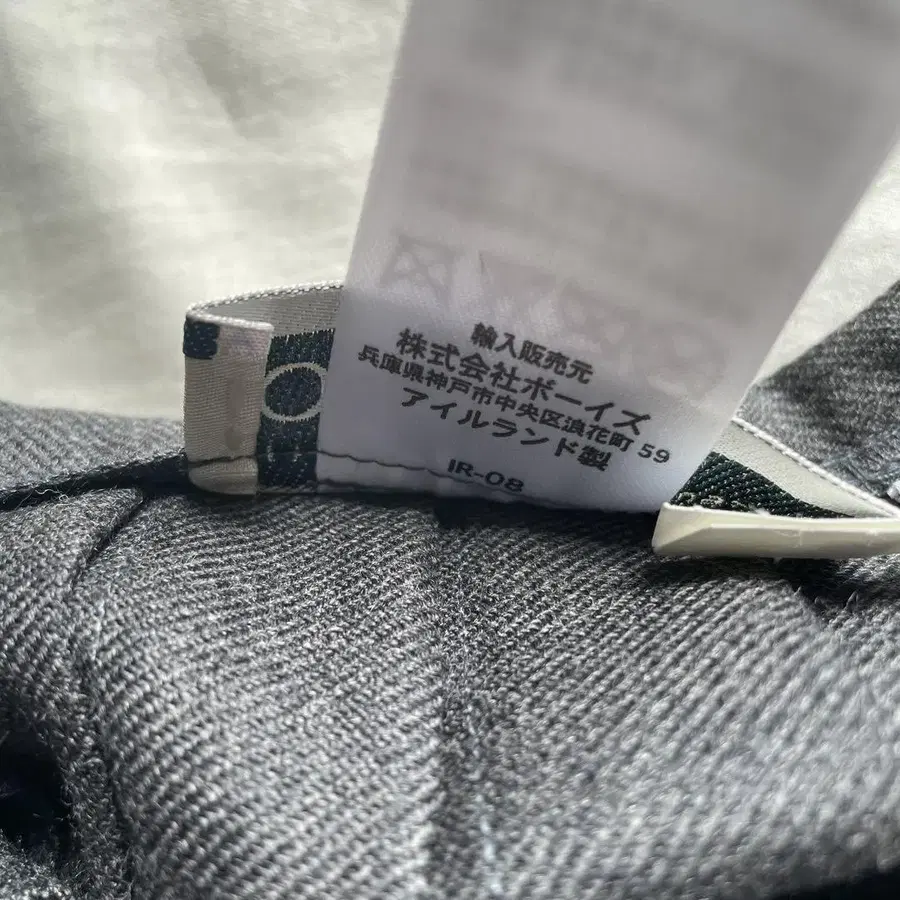 輸入販売元
株式会社ボーイズ
兵庫県神戸市中央区浪花町 59
アイルランド製
IR-08